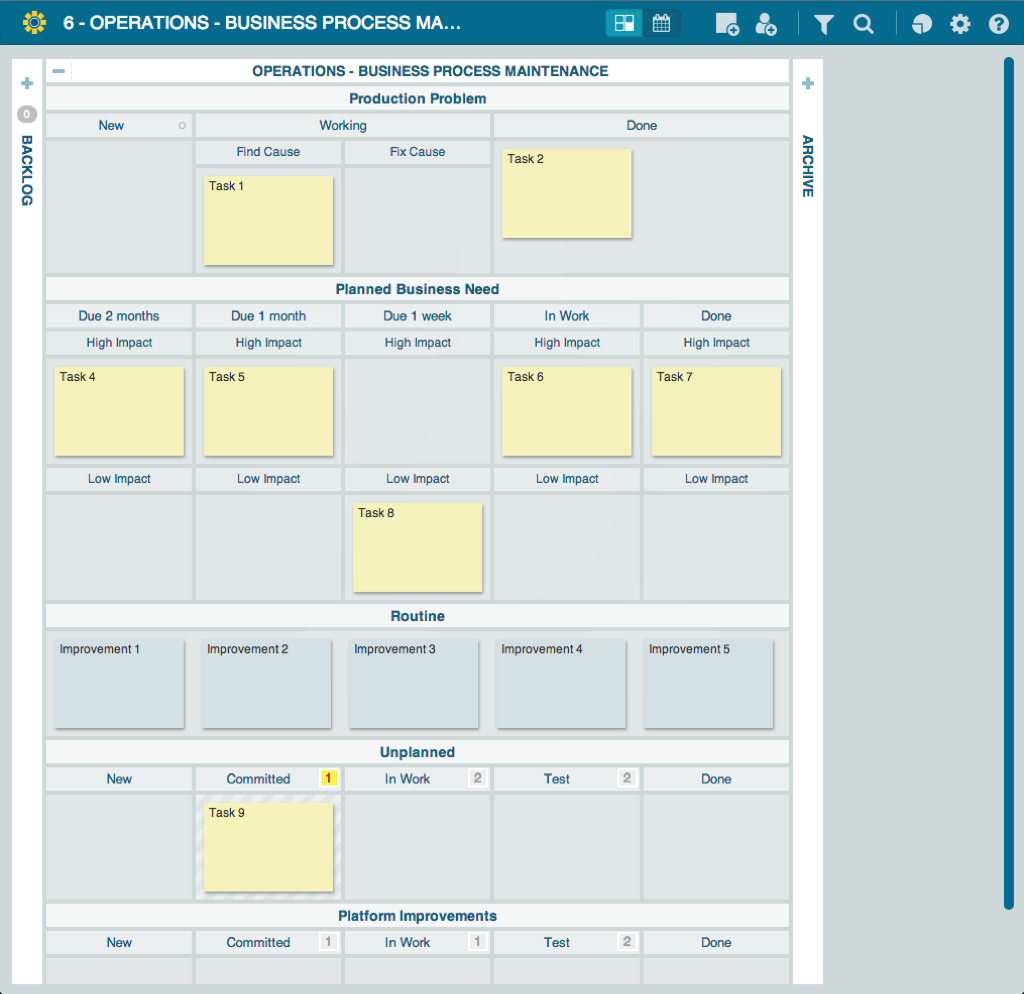 6 - OPERATIONS - BUSINESS PROCESS MA...
OPERATIONS - BUSINESS PROCESS MAINTENANCE
0
BACKLOG
ARCHIVE
Production Problem
New Working Done
Find Cause Fix Cause
Task 1 Task 2
Planned Business Need
Due 2 months Due 1 month Due 1 week In Work Done
High Impact High Impact High Impact High Impact High Impact
Task 4 Task 5 Task 6 Task 7
Low Impact Low Impact Low Impact Low Impact Low Impact
Task 8
Routine
Improvement 1 Improvement 2 Improvement 3 Improvement 4 Improvement 5
Unplanned
New Committed 1 In Work 2 Test 2 Done
Task 9
Platform Improvements
New Committed 1 In Work 1 Test 2 Done